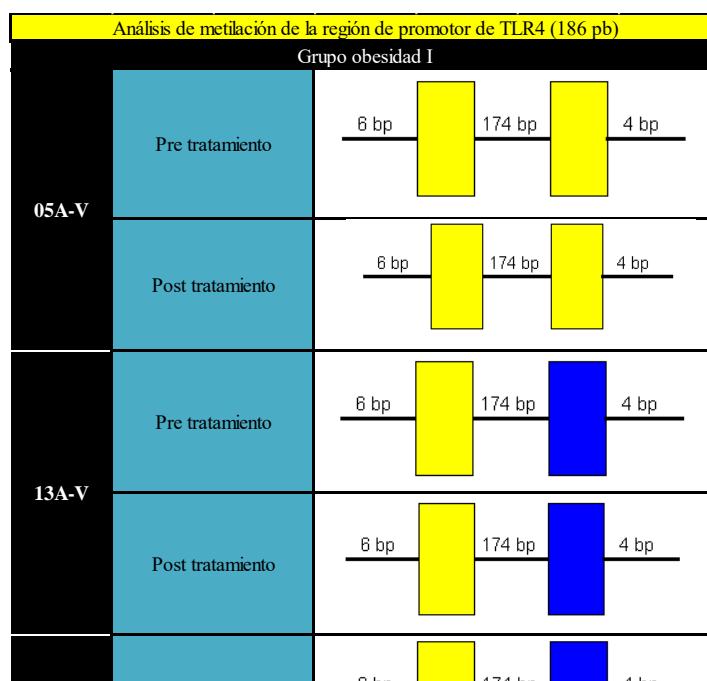 Análisis de metilación de la región de promotor de TLR4 (186 pb)
Grupo obesidad I
05A-V
Pre tratamiento
6 bp 174 bp 4 bp
Post tratamiento
6 bp 174 bp 4 bp
13A-V
Pre tratamiento
6 bp 174 bp 4 bp
Post tratamiento
6 bp 174 bp 4 bp